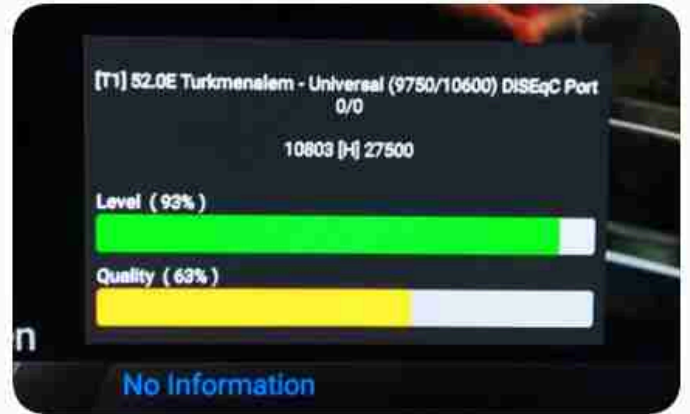 [T1] 52.0E Turkmenalem - Universal (9750/10600) DISEqC Port
0/0
10803 [H] 27500
Level ( 93% )
Quality ( 63% )
n
No Information